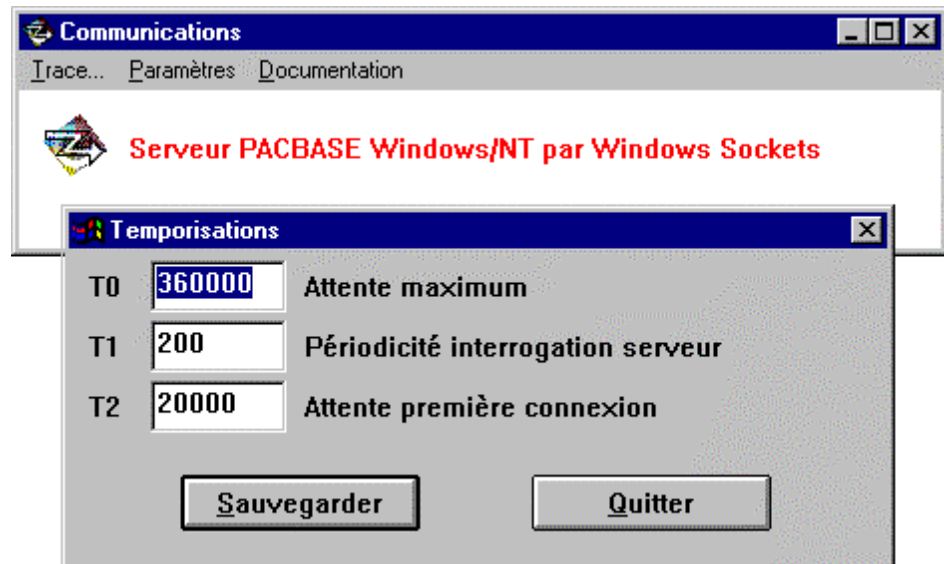 Communications
Trace... Paramètres Documentation
Serveur PACBASE Windows/NT par Windows Sockets
Temporisations
T0 360000 Attente maximum
T1 200 Périodicité interrogation serveur
T2 20000 Attente première connexion
Sauvegarder Quitter